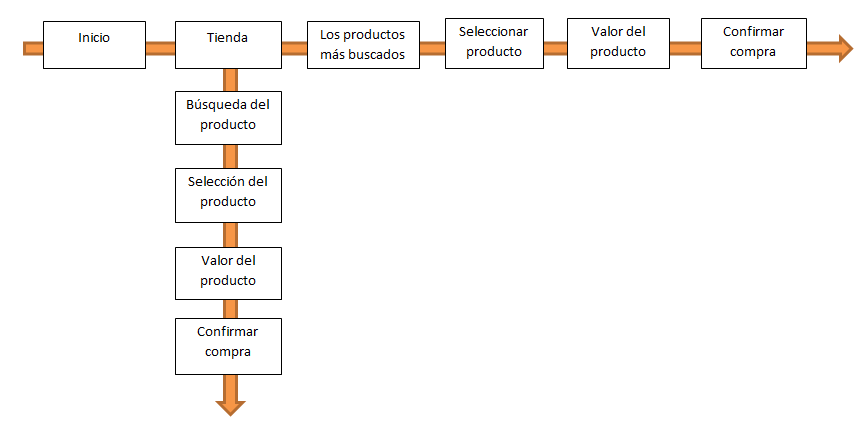 Inicio
Tienda
Los productos
más buscados
Seleccionar
producto
Valor del
producto
Confirmar
compra
Búsqueda del
producto
Selección del
producto
Valor del
producto
Confirmar
compra